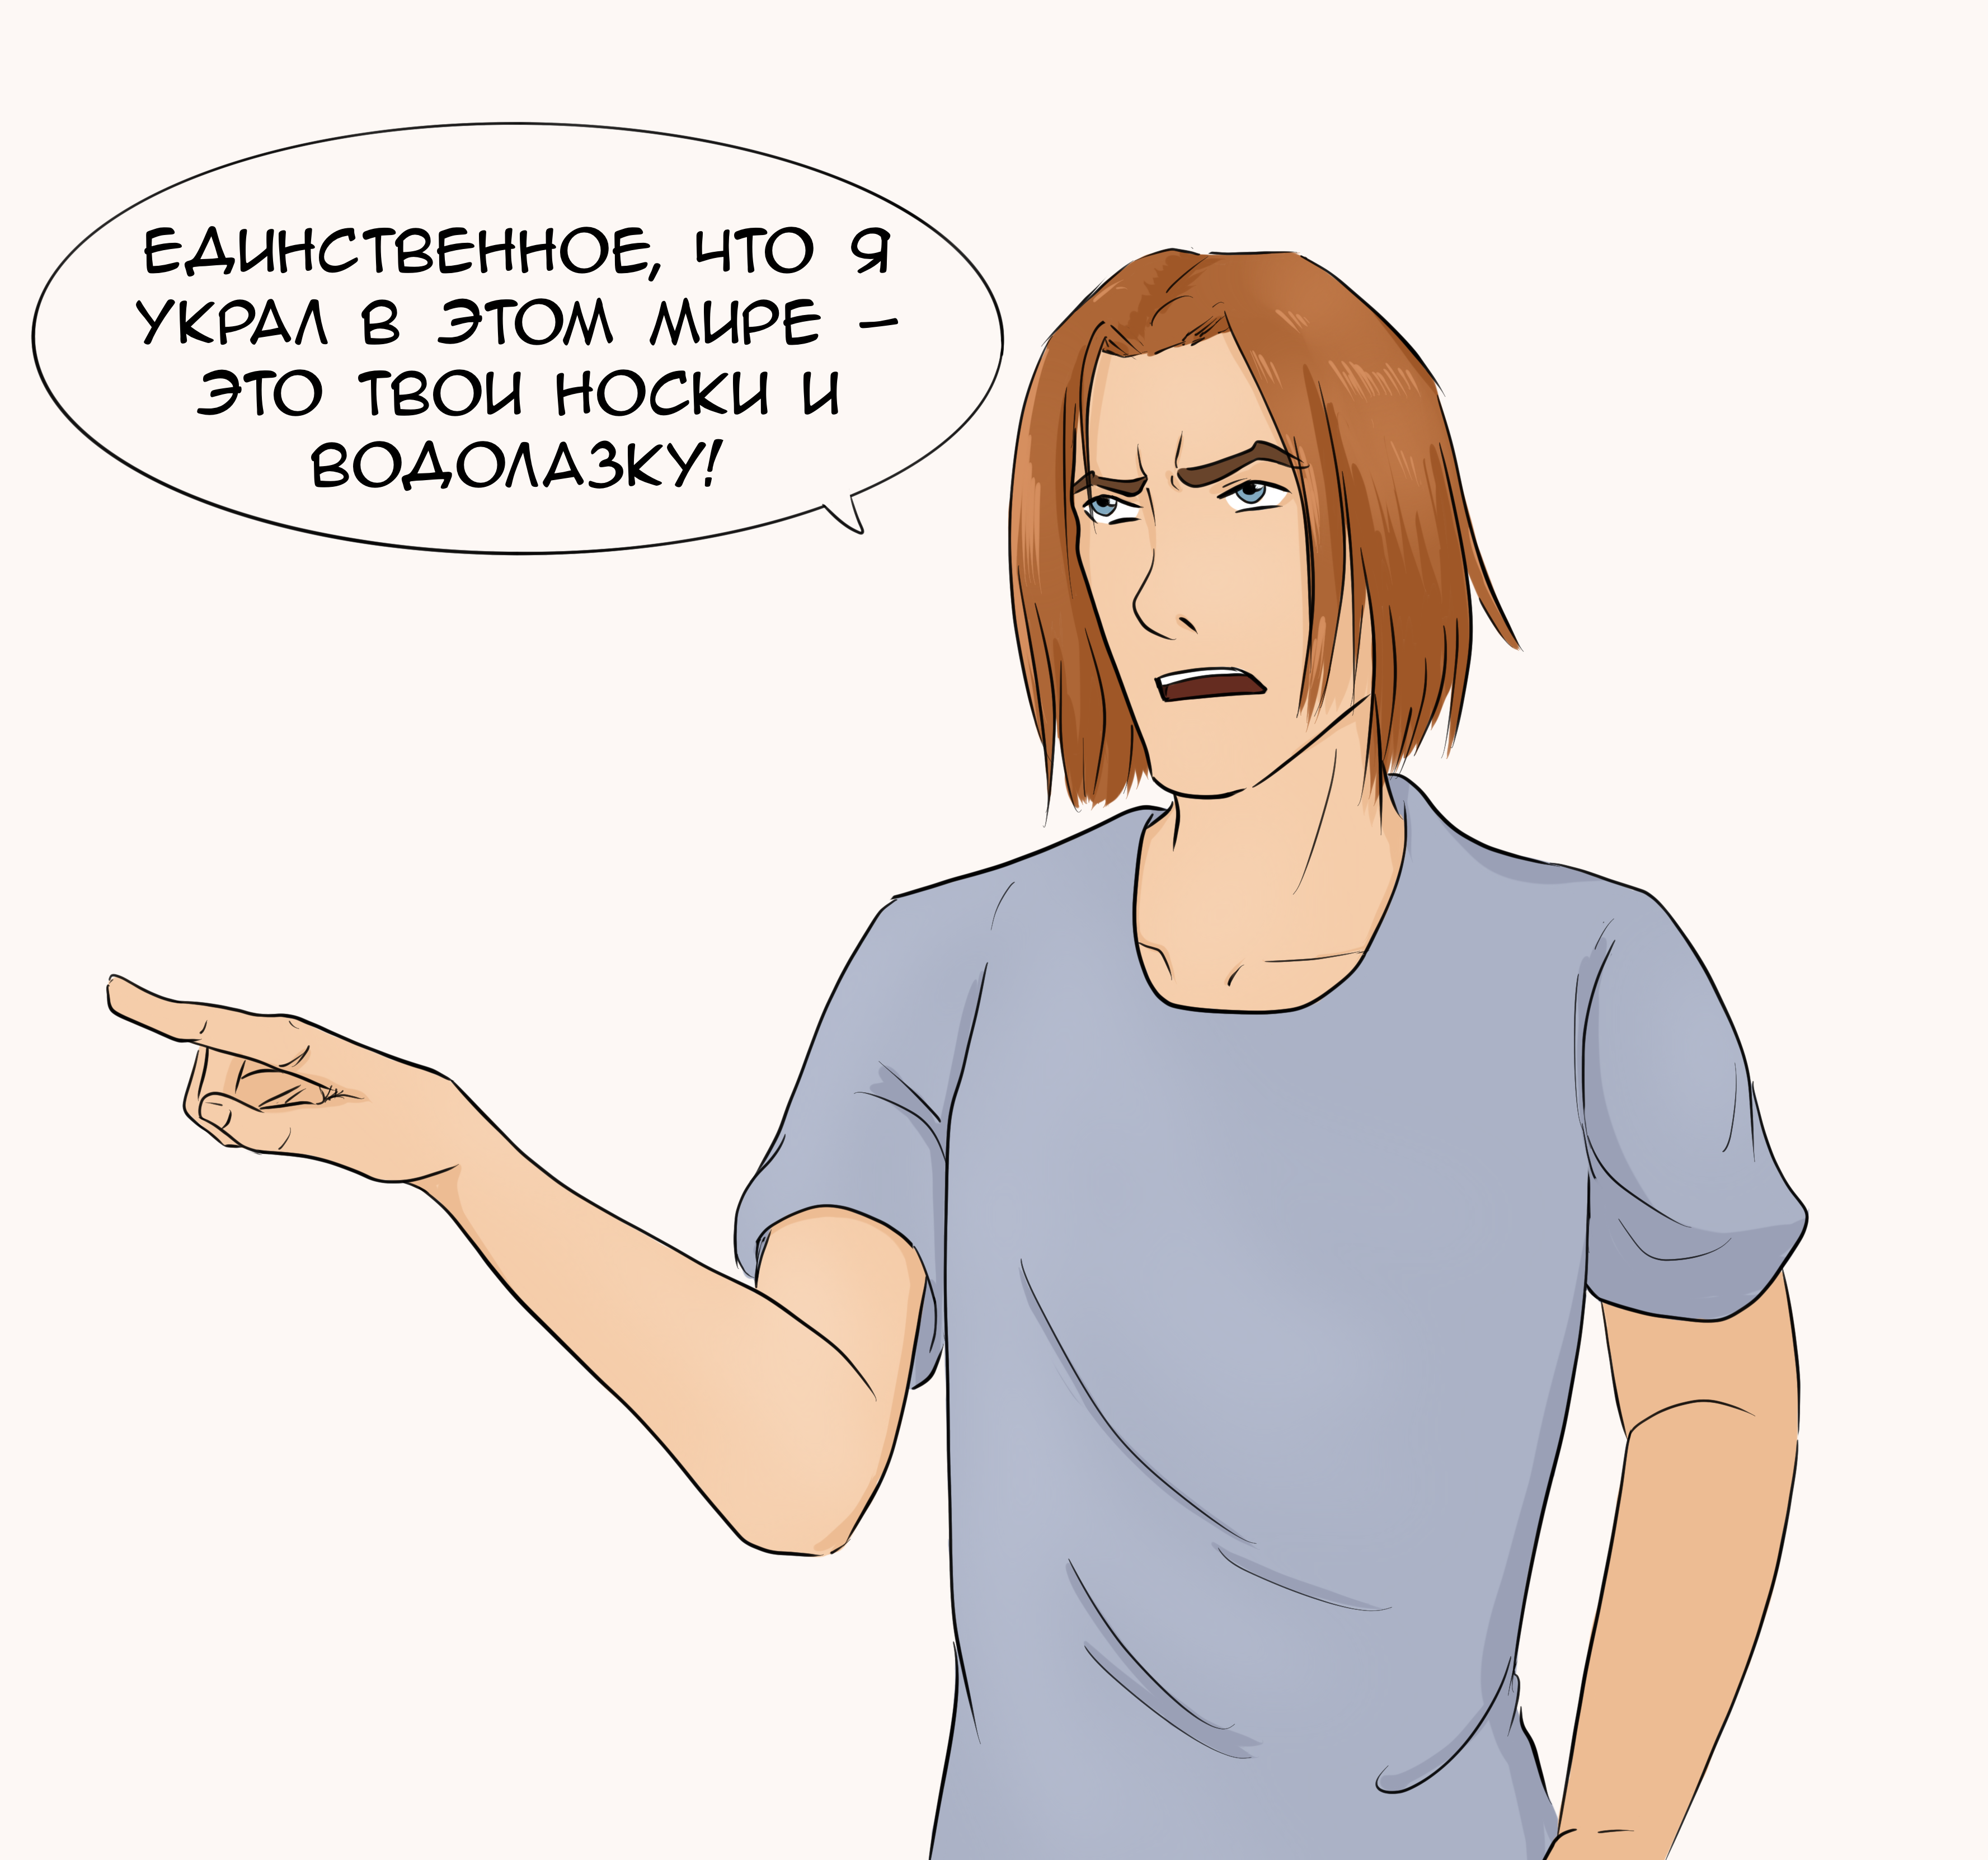 ЕДИНСТВЕННОЕ, ЧТО Я
УКРАЛ В ЭТОМ МИРЕ –
ЭТО ТВОИ НОСКИ И
ВОДОЛАЗКУ!